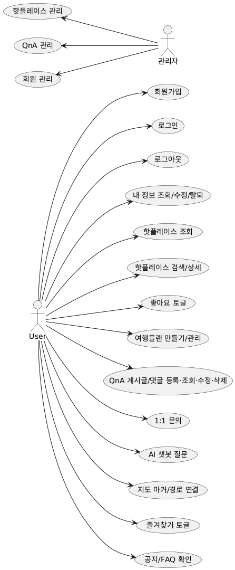 핫플레이스 관리
QnA 관리
회원 관리
관리자
회원가입
로그인
로그아웃
내 정보 조회/수정/탈퇴
핫플레이스 조회
핫플레이스 검색/상세
좋아요 토글
User
여행플랜 만들기/관리
QnA 게시글/댓글 등록·조회·수정·삭제
1:1 문의
AI 챗봇 질문
지도 마커/경로 연결
즐겨찾기 토글
공지/FAQ 확인